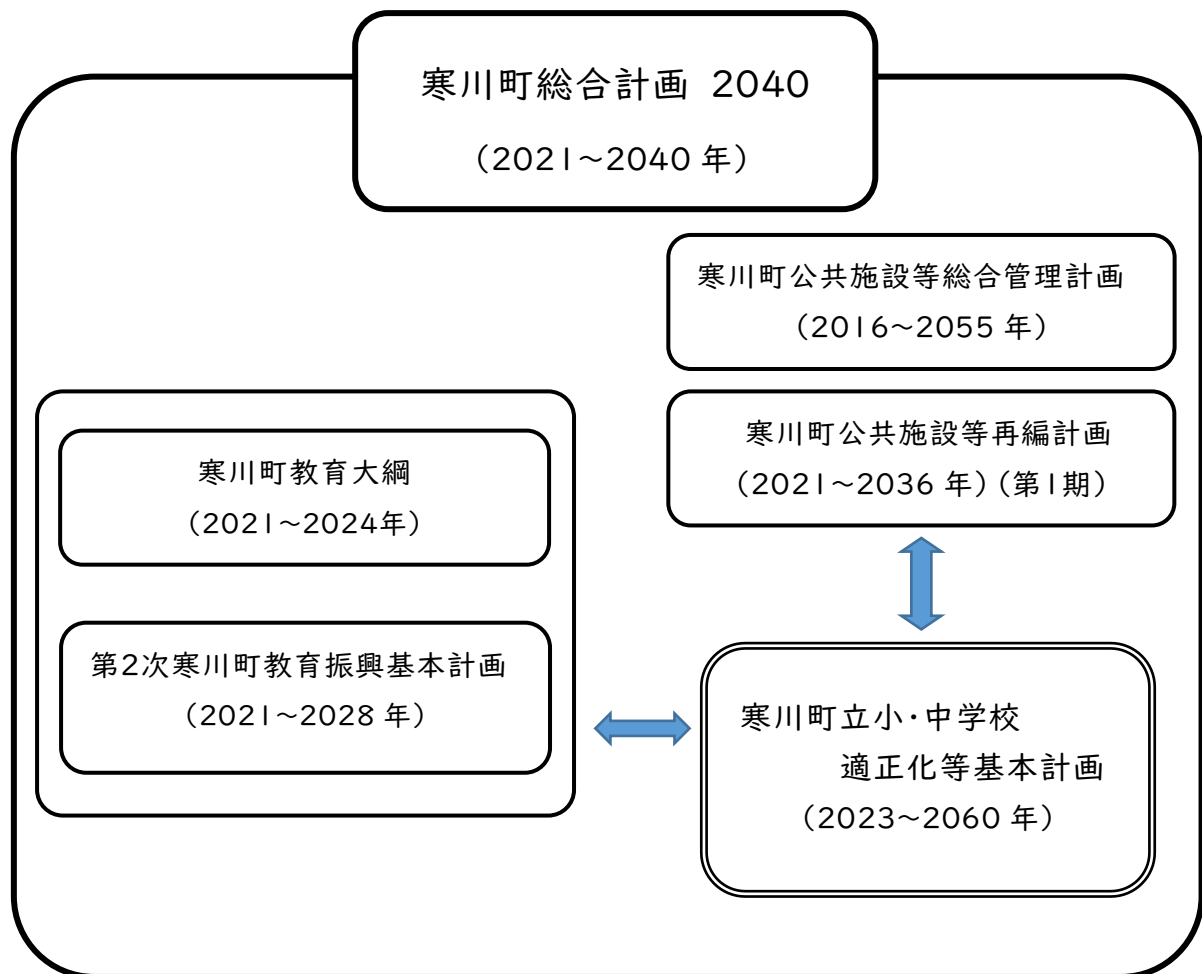 寒川町総合計画 2040
(2021~2040 年)
寒川町公共施設等総合管理計画
(2016~2055 年)
寒川町公共施設等再編計画
(2021~2036 年)(第1期)
寒川町教育大綱
(2021~2024年)
第2次寒川町教育振興基本計画
(2021~2028 年)
寒川町立小・中学校
適正化等基本計画
(2023~2060 年)